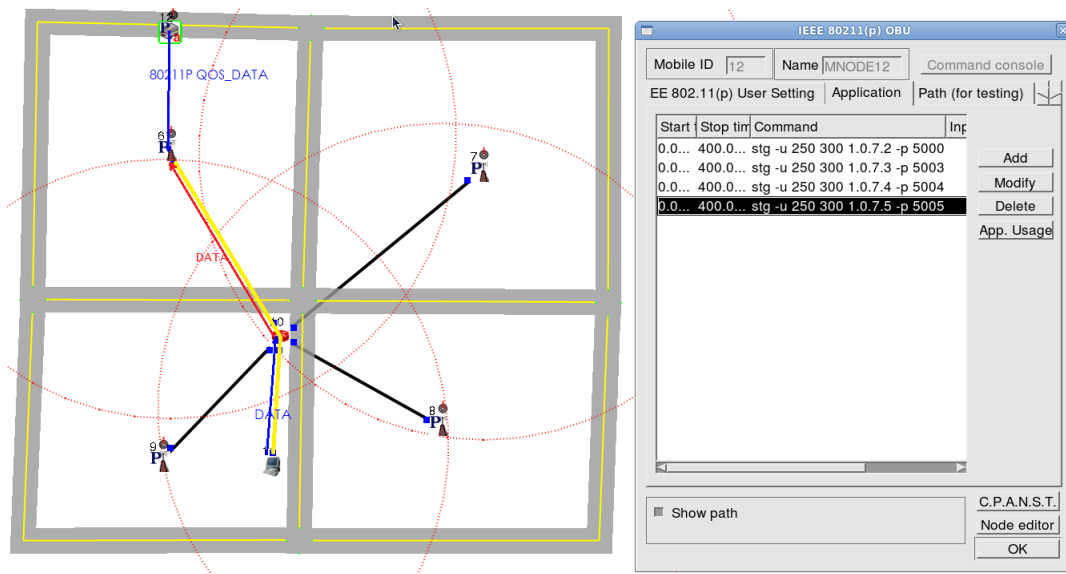 12
P
a
80211P QOS_DATA
6
P
7
P
DATA
DATA
8
P
9
P
IEEE 80211(p) OBU
Mobile ID 12 Name MNODE12 Command console
EE 802.11(p) User Setting Application Path (for testing)
Start Stop tim Command Inp
0.0... 400.0... stg -u 250 300 1.0.7.2 -p 5000
0.0... 400.0... stg -u 250 300 1.0.7.3 -p 5003
0.0... 400.0... stg -u 250 300 1.0.7.4 -p 5004
0.0... 400.0... stg -u 250 300 1.0.7.5 -p 5005
Add
Modify
Delete
App. Usage
Show path
C.P.A.N.S.T.
Node editor
OK